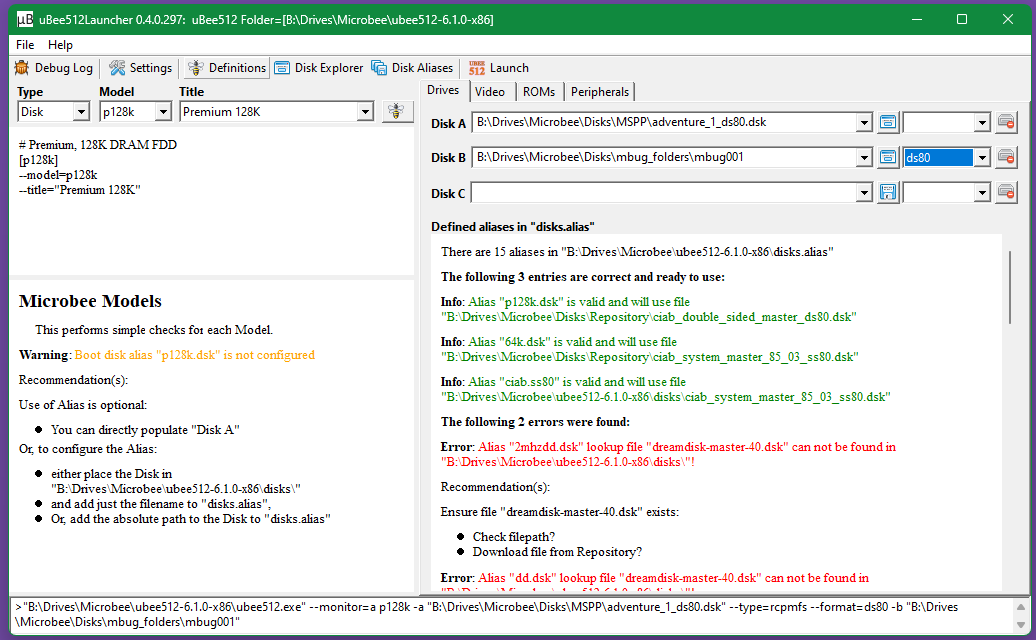 µB uBee512Launcher 0.4.0.297: uBee512 Folder=[B:\Drives\Microbee\ubee512-6.1.0-x86]
File Help
Debug Log Settings Definitions Disk Explorer Disk Aliases UBEE 512 Launch
Type Model Title
Disk p128k Premium 128K
# Premium, 128K DRAM FDD
[p128k]
--model=p128k
--title="Premium 128K"
Microbee Models
This performs simple checks for each Model.
Warning: Boot disk alias "p128k.dsk" is not configured
Recommendation(s):
Use of Alias is optional:
● You can directly populate "Disk A"
Or, to configure the Alias:
● either place the Disk in
"B:\Drives\Microbee\ubee512-6.1.0-x86\disks\"
● and add just the filename to "disks.alias",
● Or, add the absolute path to the Disk to "disks.alias"
Drives Video ROMs Peripherals
Disk A B:\Drives\Microbee\Disks\MSPP\adventure_1_ds80.dsk
Disk B B:\Drives\Microbee\Disks\mbug_folders\mbug001 ds80
Disk C
Defined aliases in "disks.alias"
There are 15 aliases in "B:\Drives\Microbee\ubee512-6.1.0-x86\disks.alias"
The following 3 entries are correct and ready to use:
Info: Alias "p128k.dsk" is valid and will use file
"B:\Drives\Microbee\Disks\Repository\ciab_double_sided_master_ds80.dsk"
Info: Alias "64k.dsk" is valid and will use file
"B:\Drives\Microbee\Disks\Repository\ciab_system_master_85_03_ss80.dsk"
Info: Alias "ciab.ss80" is valid and will use file
"B:\Drives\Microbee\ubee512-6.1.0-x86\disks\ciab_system_master_85_03_ss80.dsk"
The following 2 errors were found:
Error: Alias "2mhzdd.dsk" lookup file "dreamdisk-master-40.dsk" can not be found in
"B:\Drives\Microbee\ubee512-6.1.0-x86\disks\"!
Recommendation(s):
Ensure file "dreamdisk-master-40.dsk" exists:
● Check filepath?
● Download file from Repository?
Error: Alias "dd.dsk" lookup file "dreamdisk-master-40.dsk" can not be found in
>"B:\Drives\Microbee\ubee512-6.1.0-x86\ubee512.exe" --monitor=a p128k -a "B:\Drives\Microbee\Disks\MSPP\adventure_1_ds80.dsk" --type=rcpmfs --format=ds80 -b "B:\Drives
\Microbee\Disks\mbug_folders\mbug001"